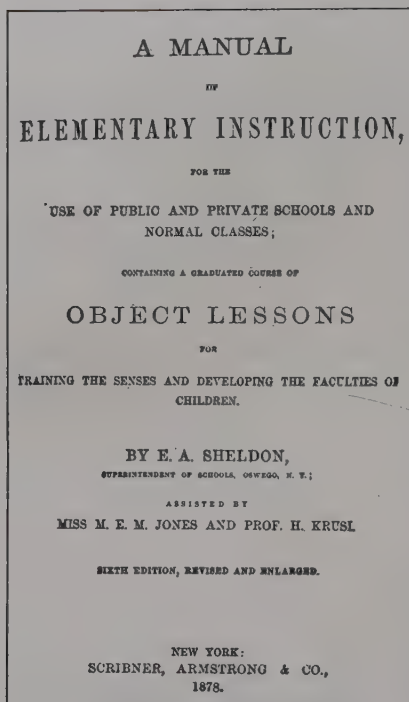 A MANUAL
OF
ELEMENTARY INSTRUCTION,
FOR THE
USE OF PUBLIC AND PRIVATE SCHOOLS AND
NORMAL CLASSES;
CONTAINING A GRADUATED COURSE OF
OBJECT LESSONS
FOR
TRAINING THE SENSES AND DEVELOPING THE FACULTIES OF
CHILDREN.
BY E. A. SHELDON,
SUPERINTENDENT OF SCHOOLS, OSWEGO, N. Y.;
ASSISTED BY
MISS M. E. M. JONES AND PROF. H. KRUSI.
SIXTH EDITION, REVISED AND ENLARGED.
NEW YORK:
SCRIBNER, ARMSTRONG & CO.,
1878.